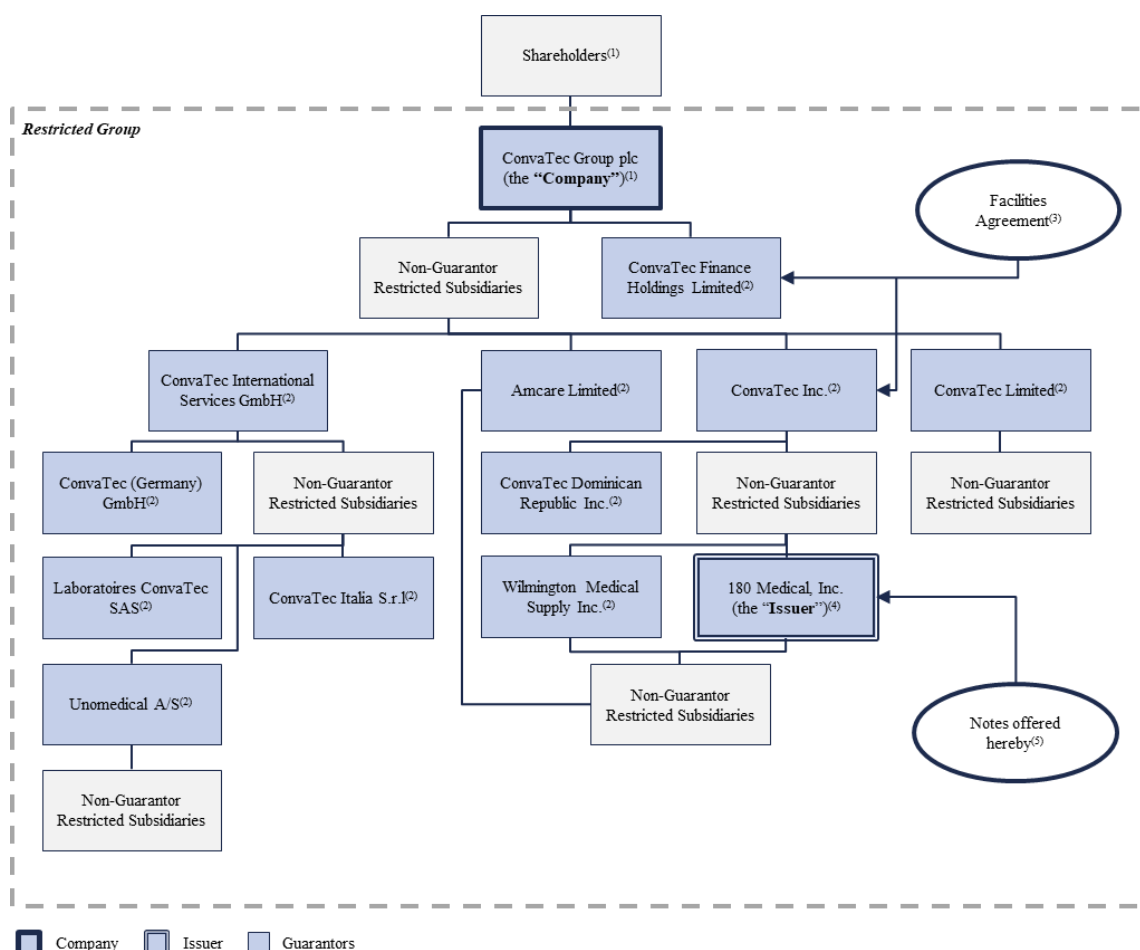 Shareholders(1)
Restricted Group
ConvaTec Group plc
(the “Company”)(1)
Facilities
Agreement(3)
Non-Guarantor
Restricted Subsidiaries
ConvaTec Finance
Holdings Limited(2)
ConvaTec International
Services GmbH(2)
Amcare Limited(2)
ConvaTec Inc.(2)
ConvaTec Limited(2)
ConvaTec (Germany)
GmbH(2)
Non-Guarantor
Restricted Subsidiaries
ConvaTec Dominican
Republic Inc.(2)
Non-Guarantor
Restricted Subsidiaries
Non-Guarantor
Restricted Subsidiaries
Laboratoires ConvaTec
SAS(2)
ConvaTec Italia S.r.l(2)
Wilmington Medical
Supply Inc.(2)
180 Medical, Inc.
(the “Issuer”)(4)
Unomedical A/S(2)
Non-Guarantor
Restricted Subsidiaries
Notes offered
hereby(5)
Non-Guarantor
Restricted Subsidiaries
Company
Issuer
Guarantors